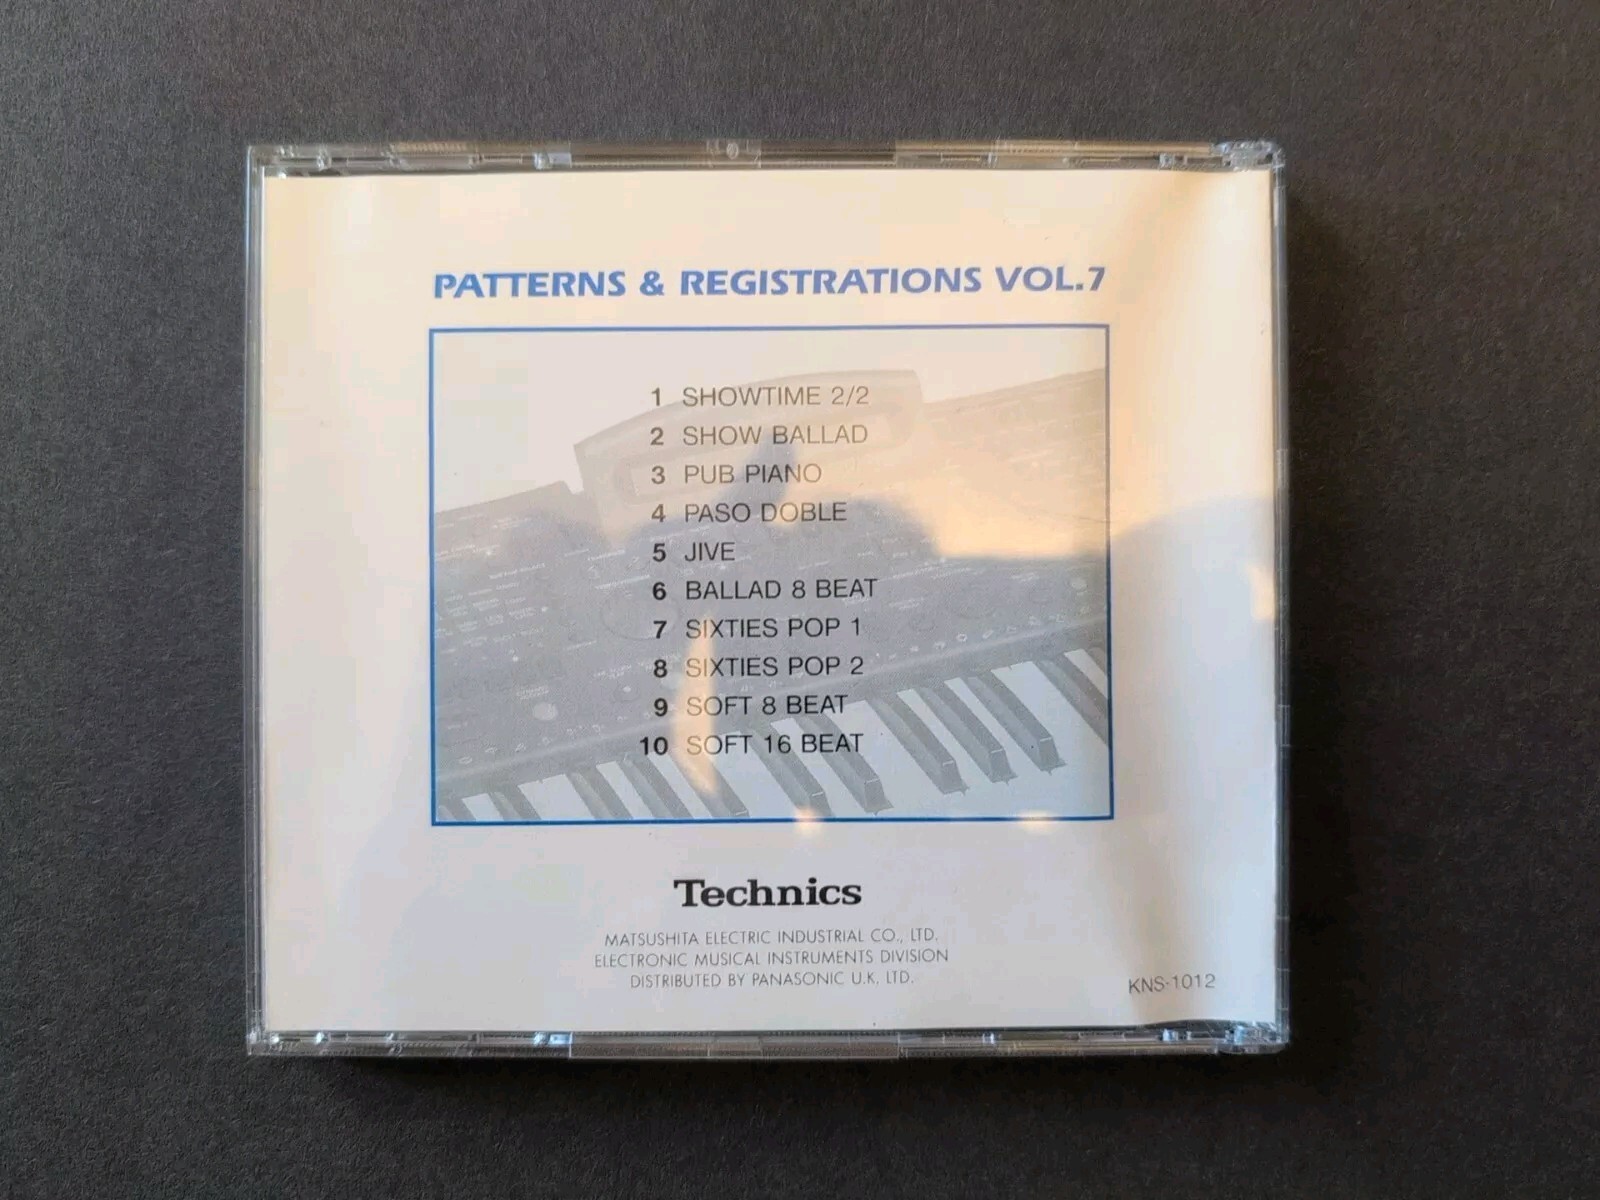 PATTERNS & REGISTRATIONS VOL.7
1 SHOWTIME 2/2
2 SHOW BALLAD
3 PUB PIANO
4 PASO DOBLE
5 JIVE
6 BALLAD 8 BEAT
7 SIXTIES POP 1
8 SIXTIES POP 2
9 SOFT 8 BEAT
10 SOFT 16 BEAT
Technics
MATSUSHITA ELECTRIC INDUSTRIAL CO., LTD.
ELECTRONIC MUSICAL INSTRUMENTS DIVISION
DISTRIBUTED BY PANASONIC U.K. LTD.
KNS-1012